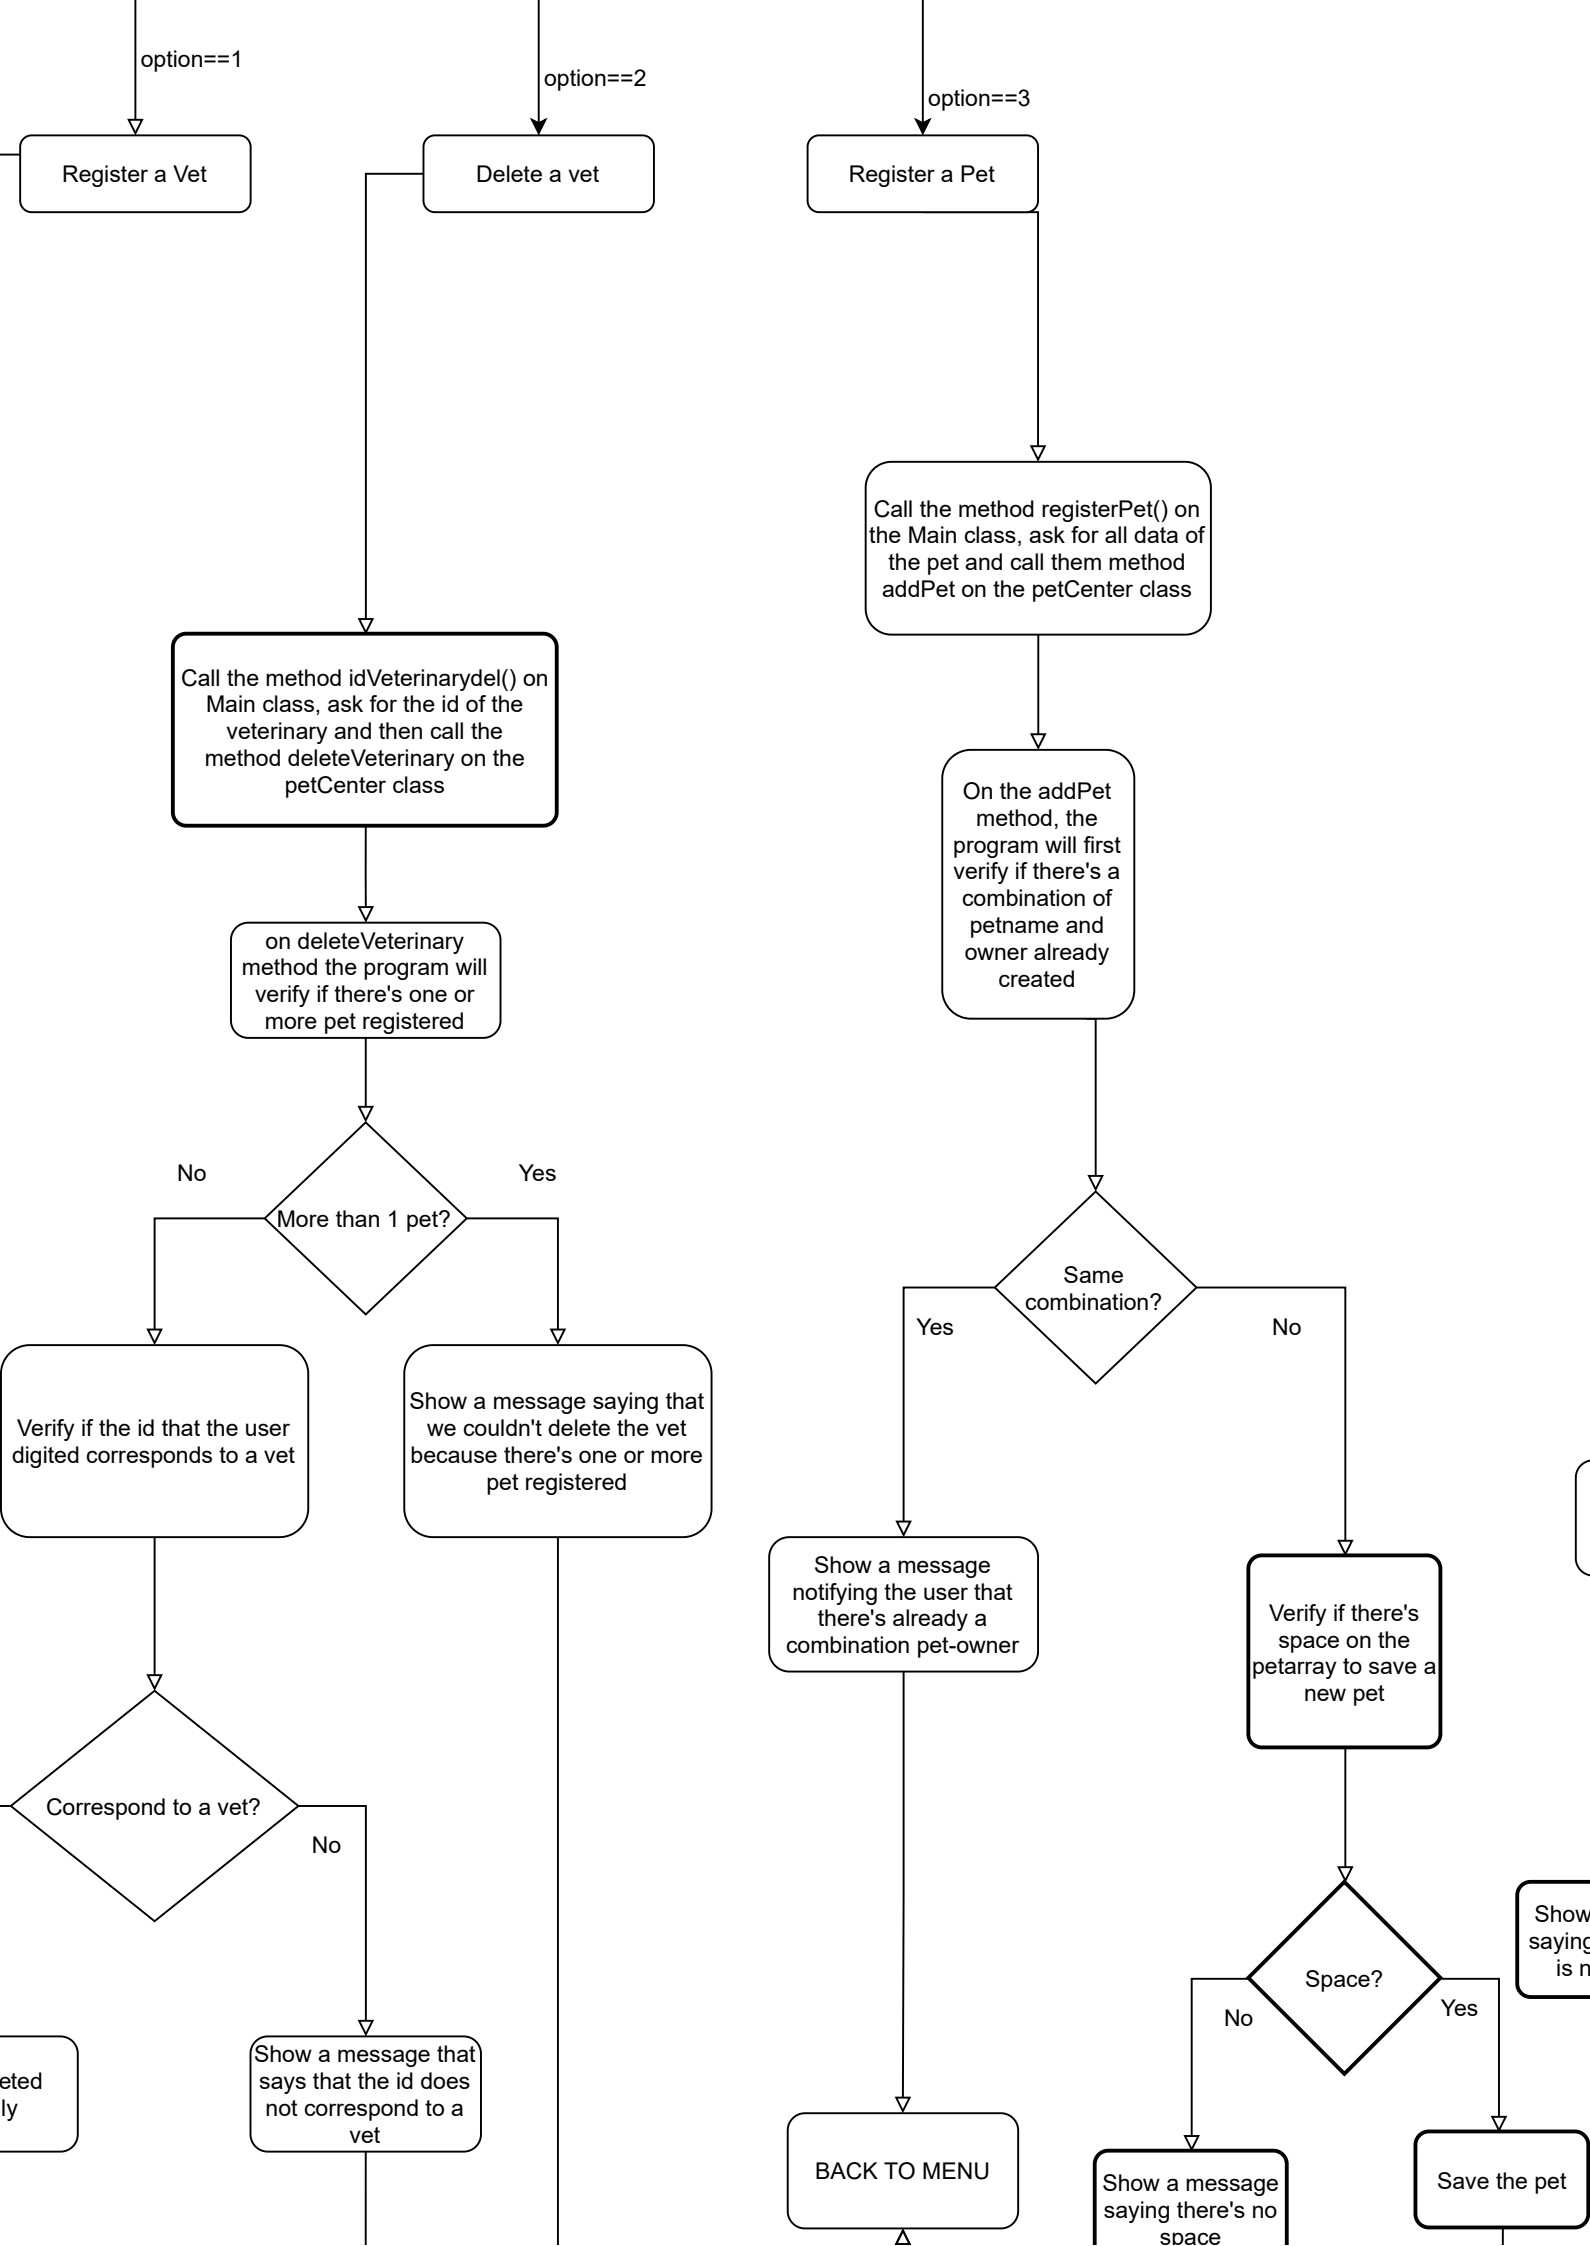 option==1
option==2
option==3
Register a Vet
Delete a vet
Register a Pet
Call the method registerPet() on
the Main class, ask for all data of
the pet and call them method
addPet on the petCenter class
Call the method idVeterinarydel() on
Main class, ask for the id of the
veterinary and then call the
method deleteVeterinary on the
petCenter class
On the addPet
method, the
program will first
verify if there's a
combination of
petname and
owner already
created
on deleteVeterinary
method the program will
verify if there's one or
more pet registered
No
Yes
More than 1 pet?
Same
combination?
Yes
No
Verify if the id that the user
digited corresponds to a vet
Show a message saying that
we couldn't delete the vet
because there's one or more
pet registered
Show a message
notifying the user that
there's already a
combination pet-owner
Verify if there's
space on the
petarray to save a
new pet
Correspond to a vet?
No
Show
saying
is n
Space?
No
Yes
eted
ly
Show a message that
says that the id does
not correspond to a
vet
BACK TO MENU
Show a message
saying there's no
space
Save the pet